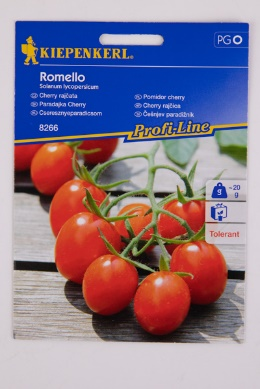 KIEPENKERL
PG
Romello
Solanum lycopersicum
Cherry rajčata
Paradajka Cherry
Cseresznyeparadicsom
Pomidor cherry
Cherry rajčios
Češnjev paradižnik
8266
Profi-Line
g
~20
g
Tolerant